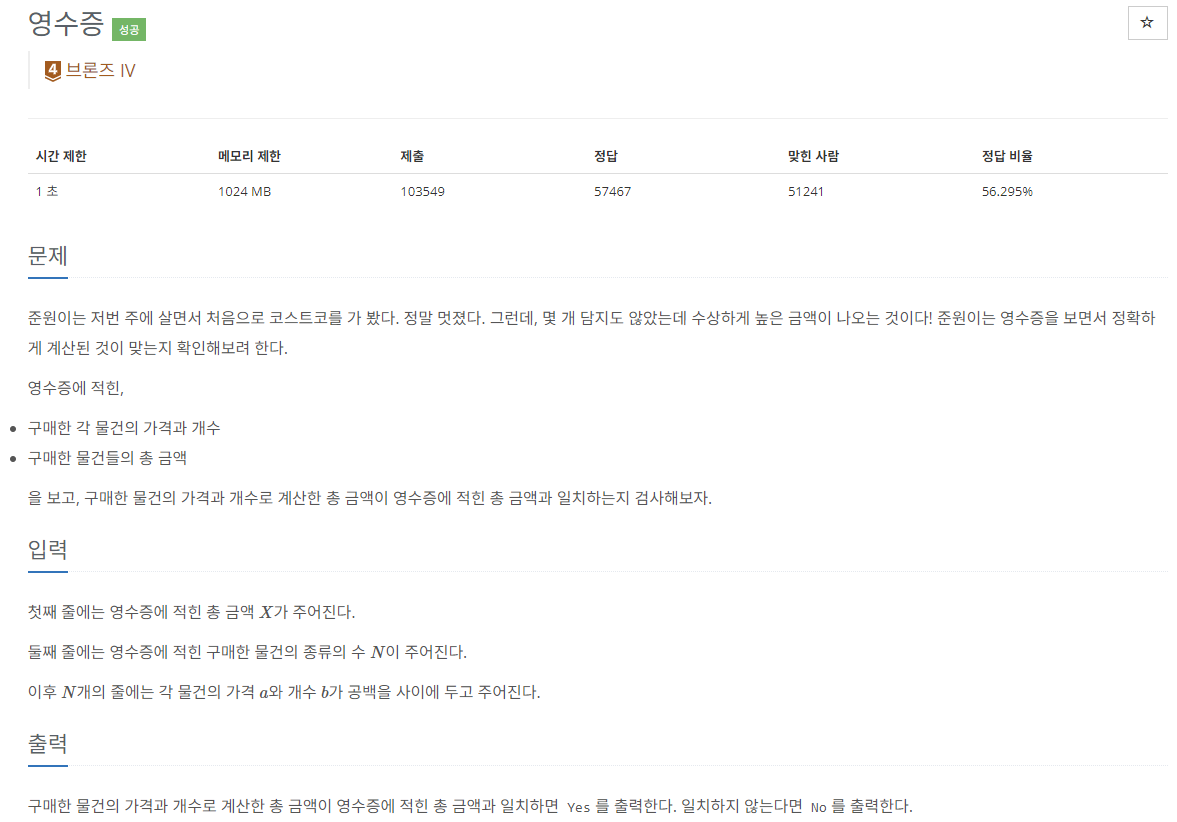 영수증 성공
☆
4 브론즈 IV
시간 제한 메모리 제한 제출 정답 맞힌 사람 정답 비율
1 초 1024 MB 103549 57467 51241 56.295%
문제
준원이는 저번 주에 살면서 처음으로 코스트코를 가 봤다. 정말 멋졌다. 그런데, 몇 개 담지도 않았는데 수상하게 높은 금액이 나오는 것이다! 준원이는 영수증을 보면서 정확하
게 계산된 것이 맞는지 확인해보려 한다.
영수증에 적힌,
• 구매한 각 물건의 가격과 개수
• 구매한 물건들의 총 금액
을 보고, 구매한 물건의 가격과 개수로 계산한 총 금액이 영수증에 적힌 총 금액과 일치하는지 검사해보자.
입력
첫째 줄에는 영수증에 적힌 총 금액 X가 주어진다.
둘째 줄에는 영수증에 적힌 구매한 물건의 종류의 수 N이 주어진다.
이후 N개의 줄에는 각 물건의 가격 a와 개수 b가 공백을 사이에 두고 주어진다.
출력
구매한 물건의 가격과 개수로 계산한 총 금액이 영수증에 적힌 총 금액과 일치하면 Yes 를 출력한다. 일치하지 않는다면 No 를 출력한다.